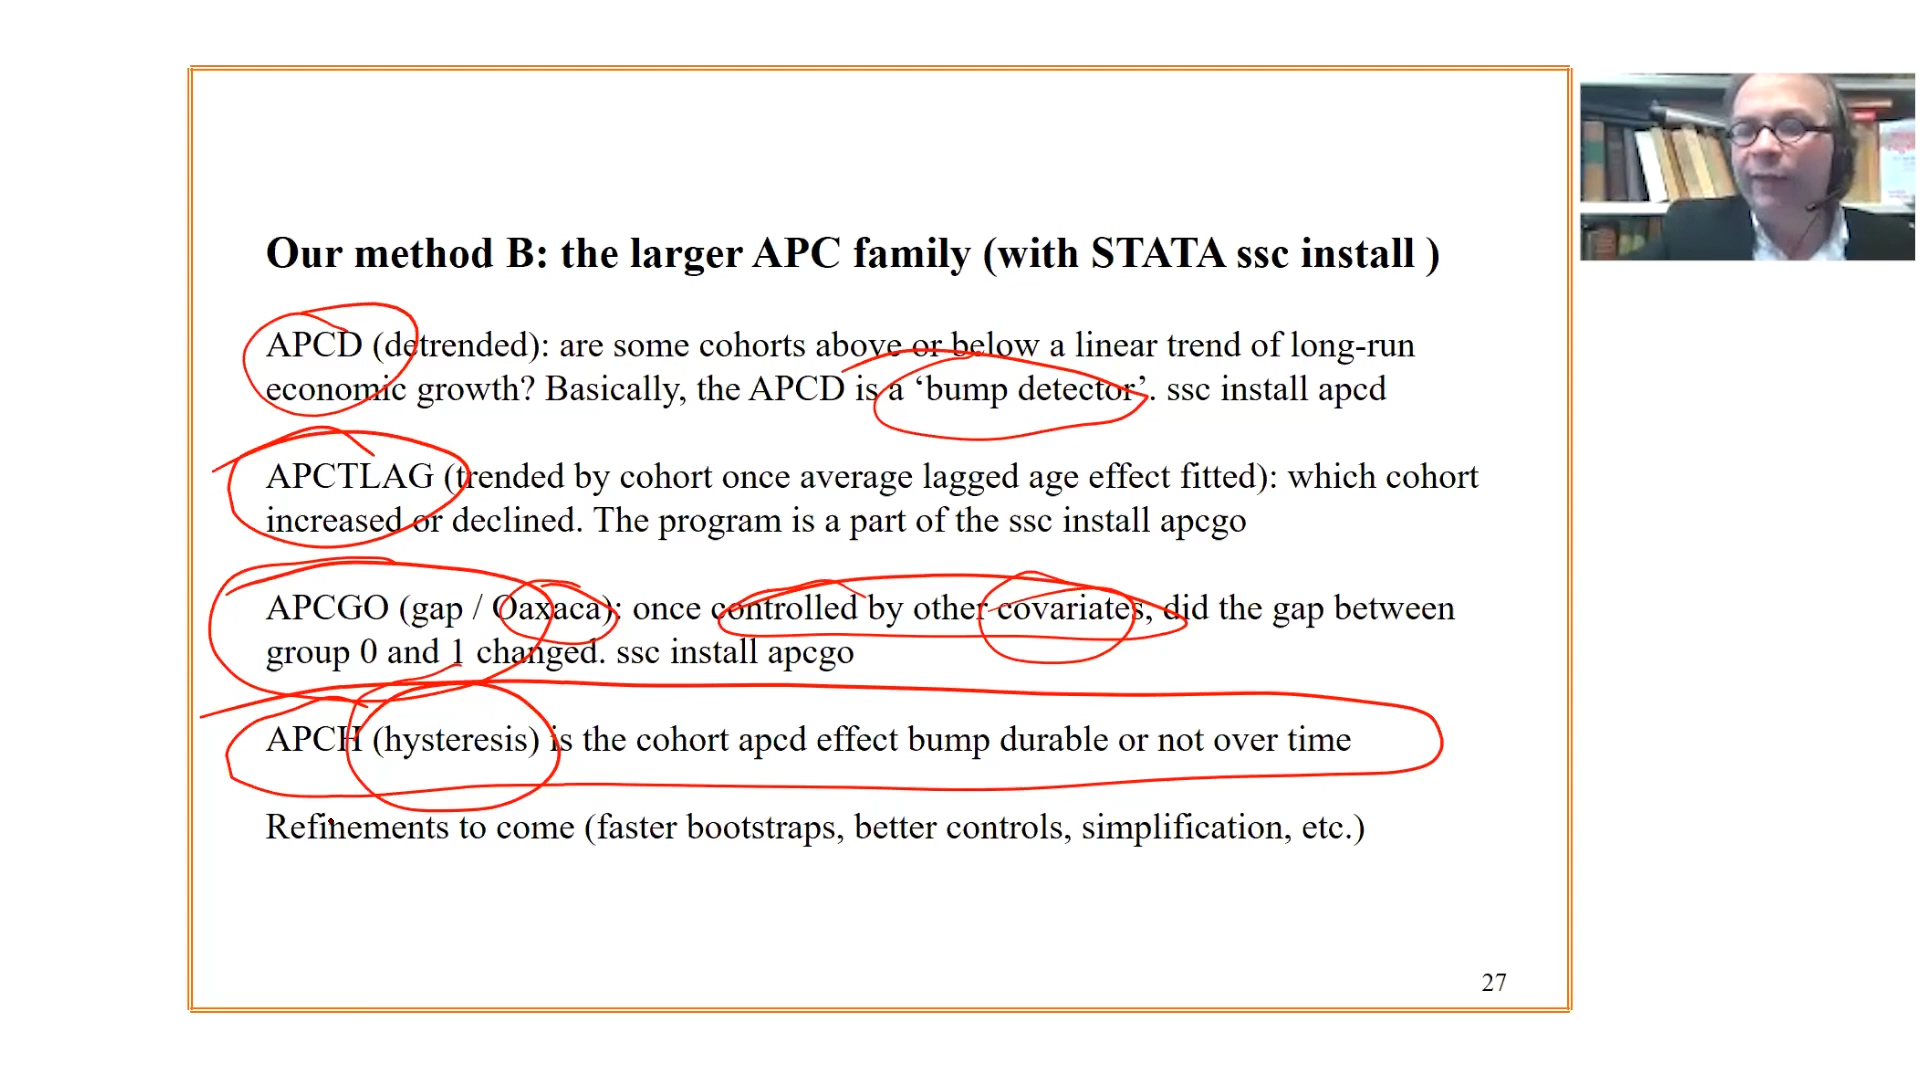 Our method B: the larger APC family (with STATA ssc install )
APCD (detrended): are some cohorts above or below a linear trend of long-run
economic growth? Basically, the APCD is a ‘bump detector’. ssc install apcd
APCTLAG (trended by cohort once average lagged age effect fitted): which cohort
increased or declined. The program is a part of the ssc install apcgo
APCGO (gap / Oaxaca): once controlled by other covariates, did the gap between
group 0 and 1 changed. ssc install apcgo
APCH (hysteresis) is the cohort apcd effect bump durable or not over time
Refinements to come (faster bootstraps, better controls, simplification, etc.)
27